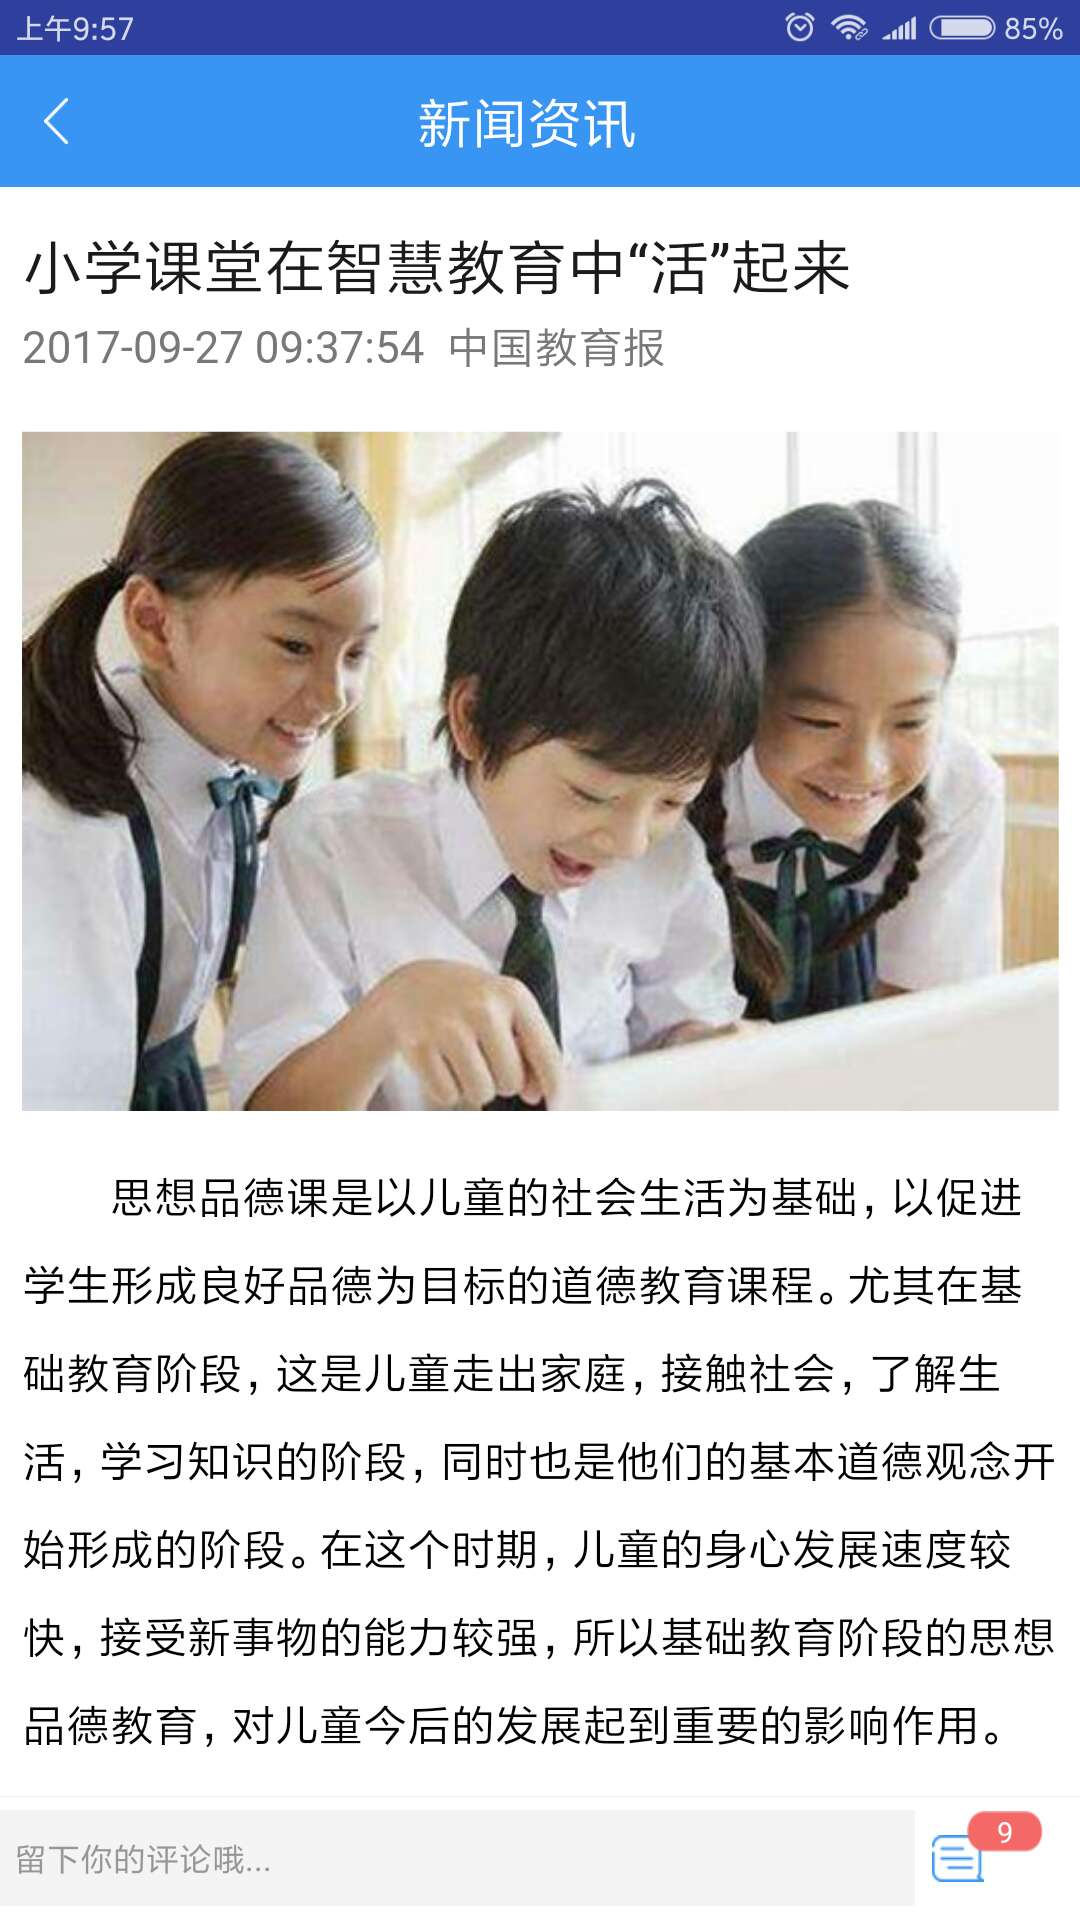 上午9:57
85%
新闻资讯
小学课堂在智慧教育中“活”起来
2017-09-27 09:37:54 中国教育报
思想品德课是以儿童的社会生活为基础，以促进
学生形成良好品德为目标的道德教育课程。尤其在基
础教育阶段，这是儿童走出家庭，接触社会，了解生
活，学习知识的阶段，同时也是他们的基本道德观念开
始形成的阶段。在这个时期，儿童的身心发展速度较
快，接受新事物的能力较强，所以基础教育阶段的思想
品德教育，对儿童今后的发展起到重要的影响作用。
留下你的评论哦...
9